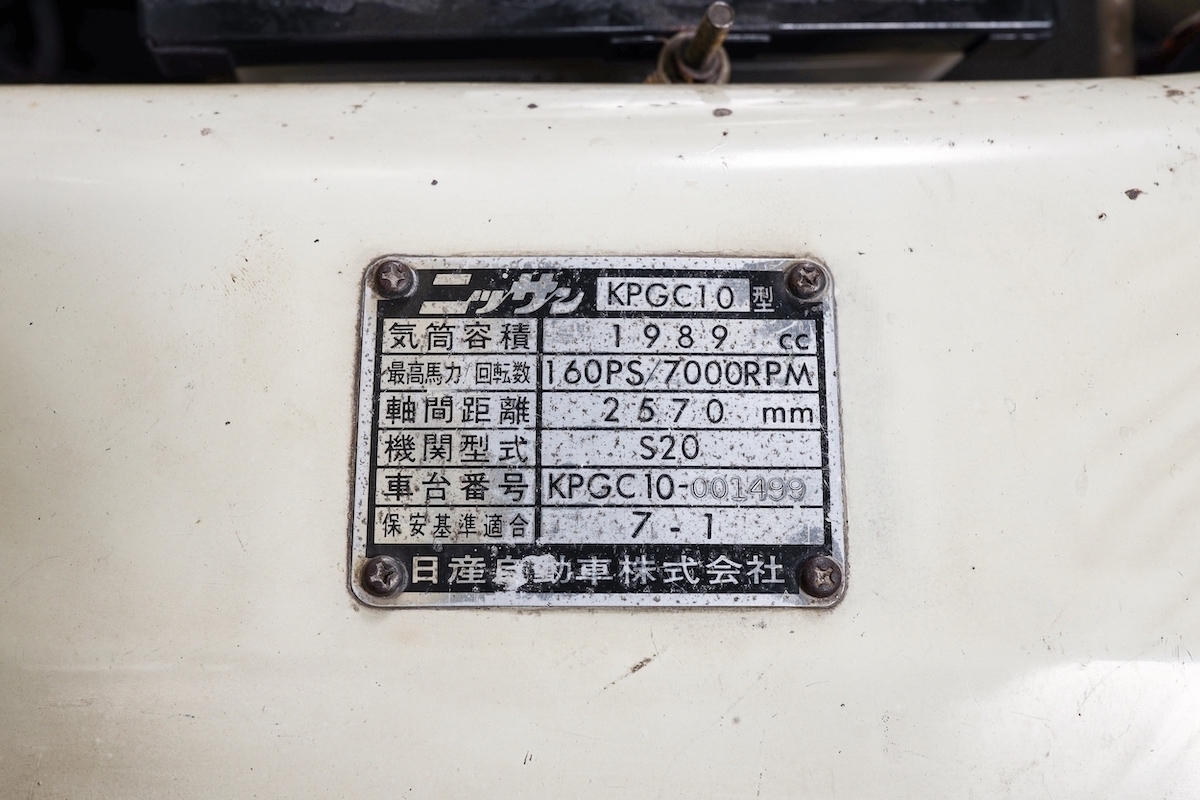 ニッサン KPGC10 型
気筒容積 1989 cc
最高馬力/回転数 160PS/7000RPM
軸間距離 2570 mm
機関型式 S20
車台番号 KPGC10-001499
保安基準適合 7-1
日産自動車株式会社